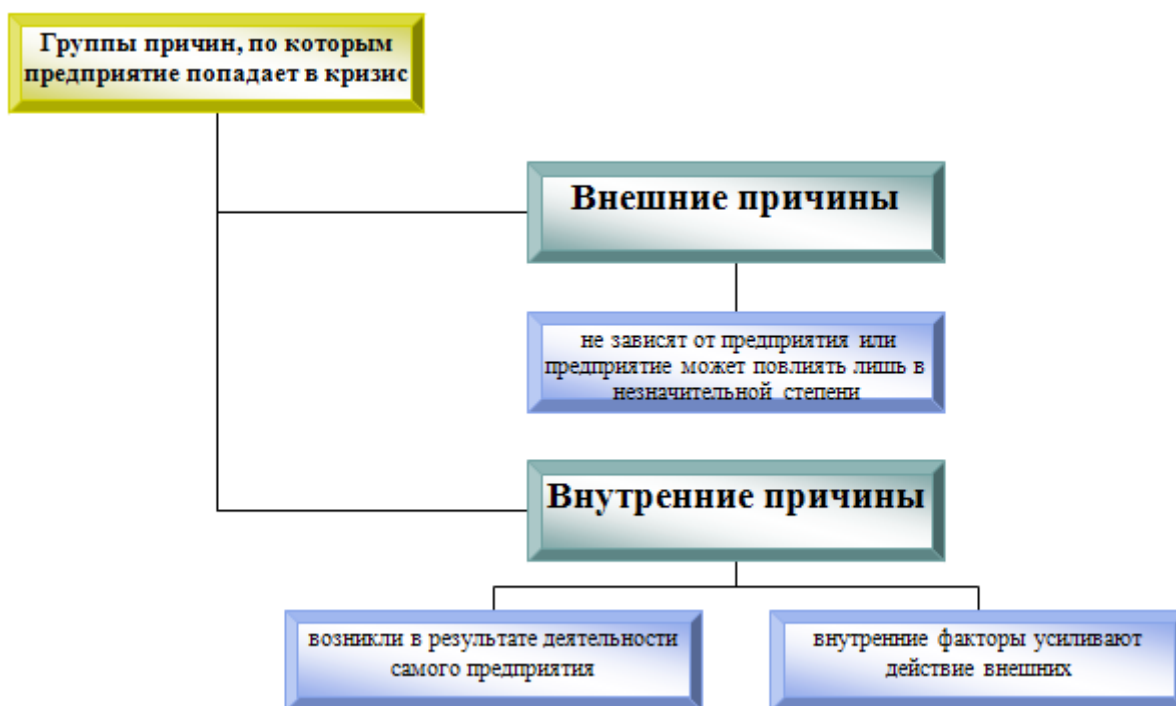 Группы причин, по которым
предприятие попадает в кризис
Внешние причины
не зависят от предприятия или
предприятие может повлиять лишь в
незначительной степени
Внутренние причины
возникли в результате деятельности
самого предприятия
внутренние факторы усиливают
действие внешних